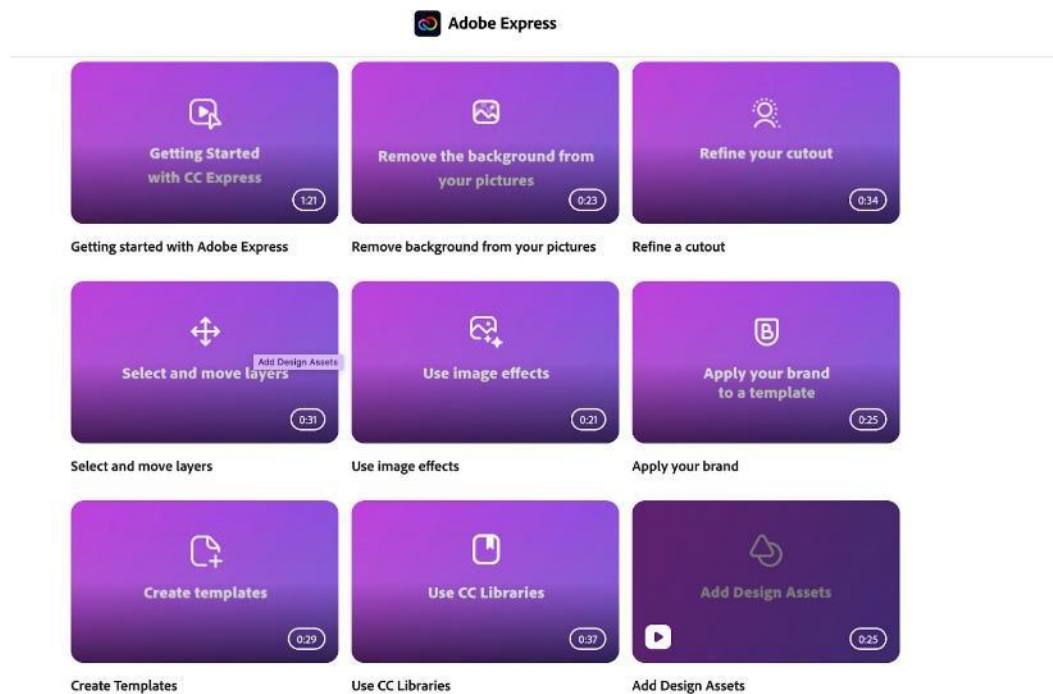 Adobe Express
Getting Started
with CC Express
1:21
Remove the background from
your pictures
0:23
Refine your cutout
0:34
Getting started with Adobe Express
Remove background from your pictures
Refine a cutout
Select and move layers
Add Design Assets
0:31
Use image effects
0:21
B
Apply your brand
to a template
0:25
Select and move layers
Use image effects
Apply your brand
Create templates
0:29
Use CC Libraries
0:37
Add Design Assets
0:25
Create Templates
Use CC Libraries
Add Design Assets